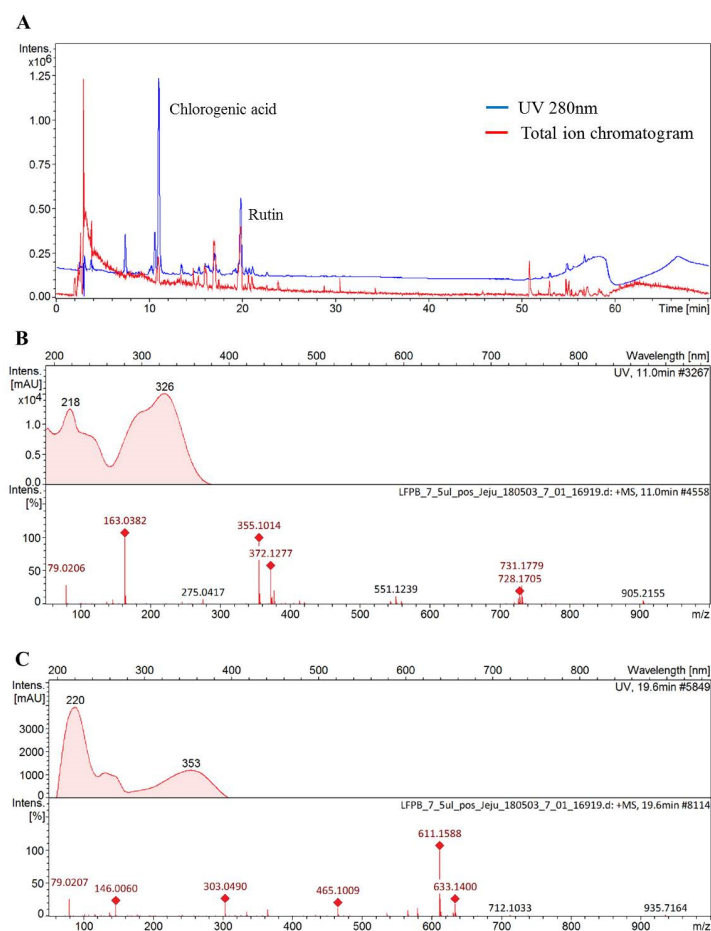 A
Intens.
x10⁶
1.25
Chlorogenic acid
UV 280nm
1.00
Total ion chromatogram
0.75
0.50
Rutin
0.25
0.00
0 10 20 30 40 50 60 Time [min]
B
200 300 400 500 600 700 800 Wavelength [nm]
Intens.
[mAU]
x10⁴
UV, 11.0min #3267
326
218
1.0
0.5
0.0
Intens.
[%]
LFPB_7_5ul_pos_Jeju_180503_7_01_16919.d: +MS, 11.0min #4558
163.0382
355.1014
100
372.1277
79.0206
731.1779
728.1705
50
275.0417
551.1239
905.2155
0
100 200 300 400 500 600 700 800 900 m/z
C
200 300 400 500 600 700 800 Wavelength [nm]
Intens.
[mAU]
UV, 19.6min #5849
220
3000
2000
353
1000
0
Intens.
[%]
LFPB_7_5ul_pos_Jeju_180503_7_01_16919.d: +MS, 19.6min #8114
611.1588
100
79.0207
50
146.0060
303.0490
465.1009
633.1400
712.1033
935.7164
0
100 200 300 400 500 600 700 800 900 m/z